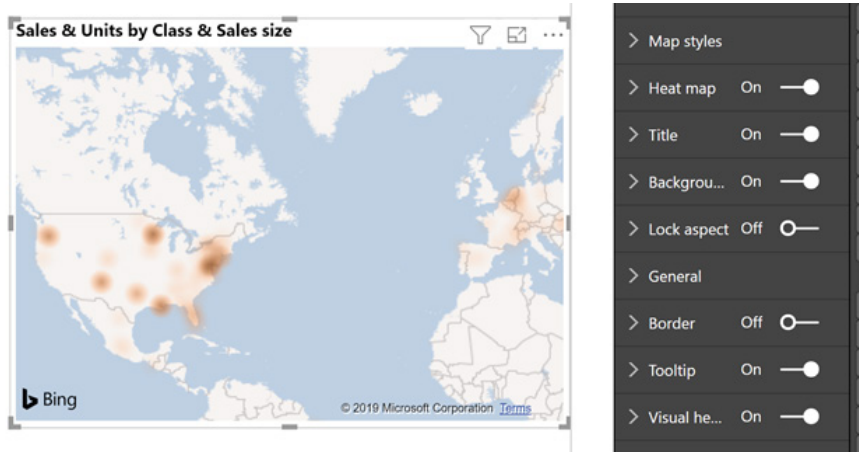 Sales & Units by Class & Sales size
Bing
© 2019 Microsoft Corporation Terms
Map styles
Heat map On
Title On
Backgrou... On
Lock aspect Off
General
Border Off
Tooltip On
Visual he... On